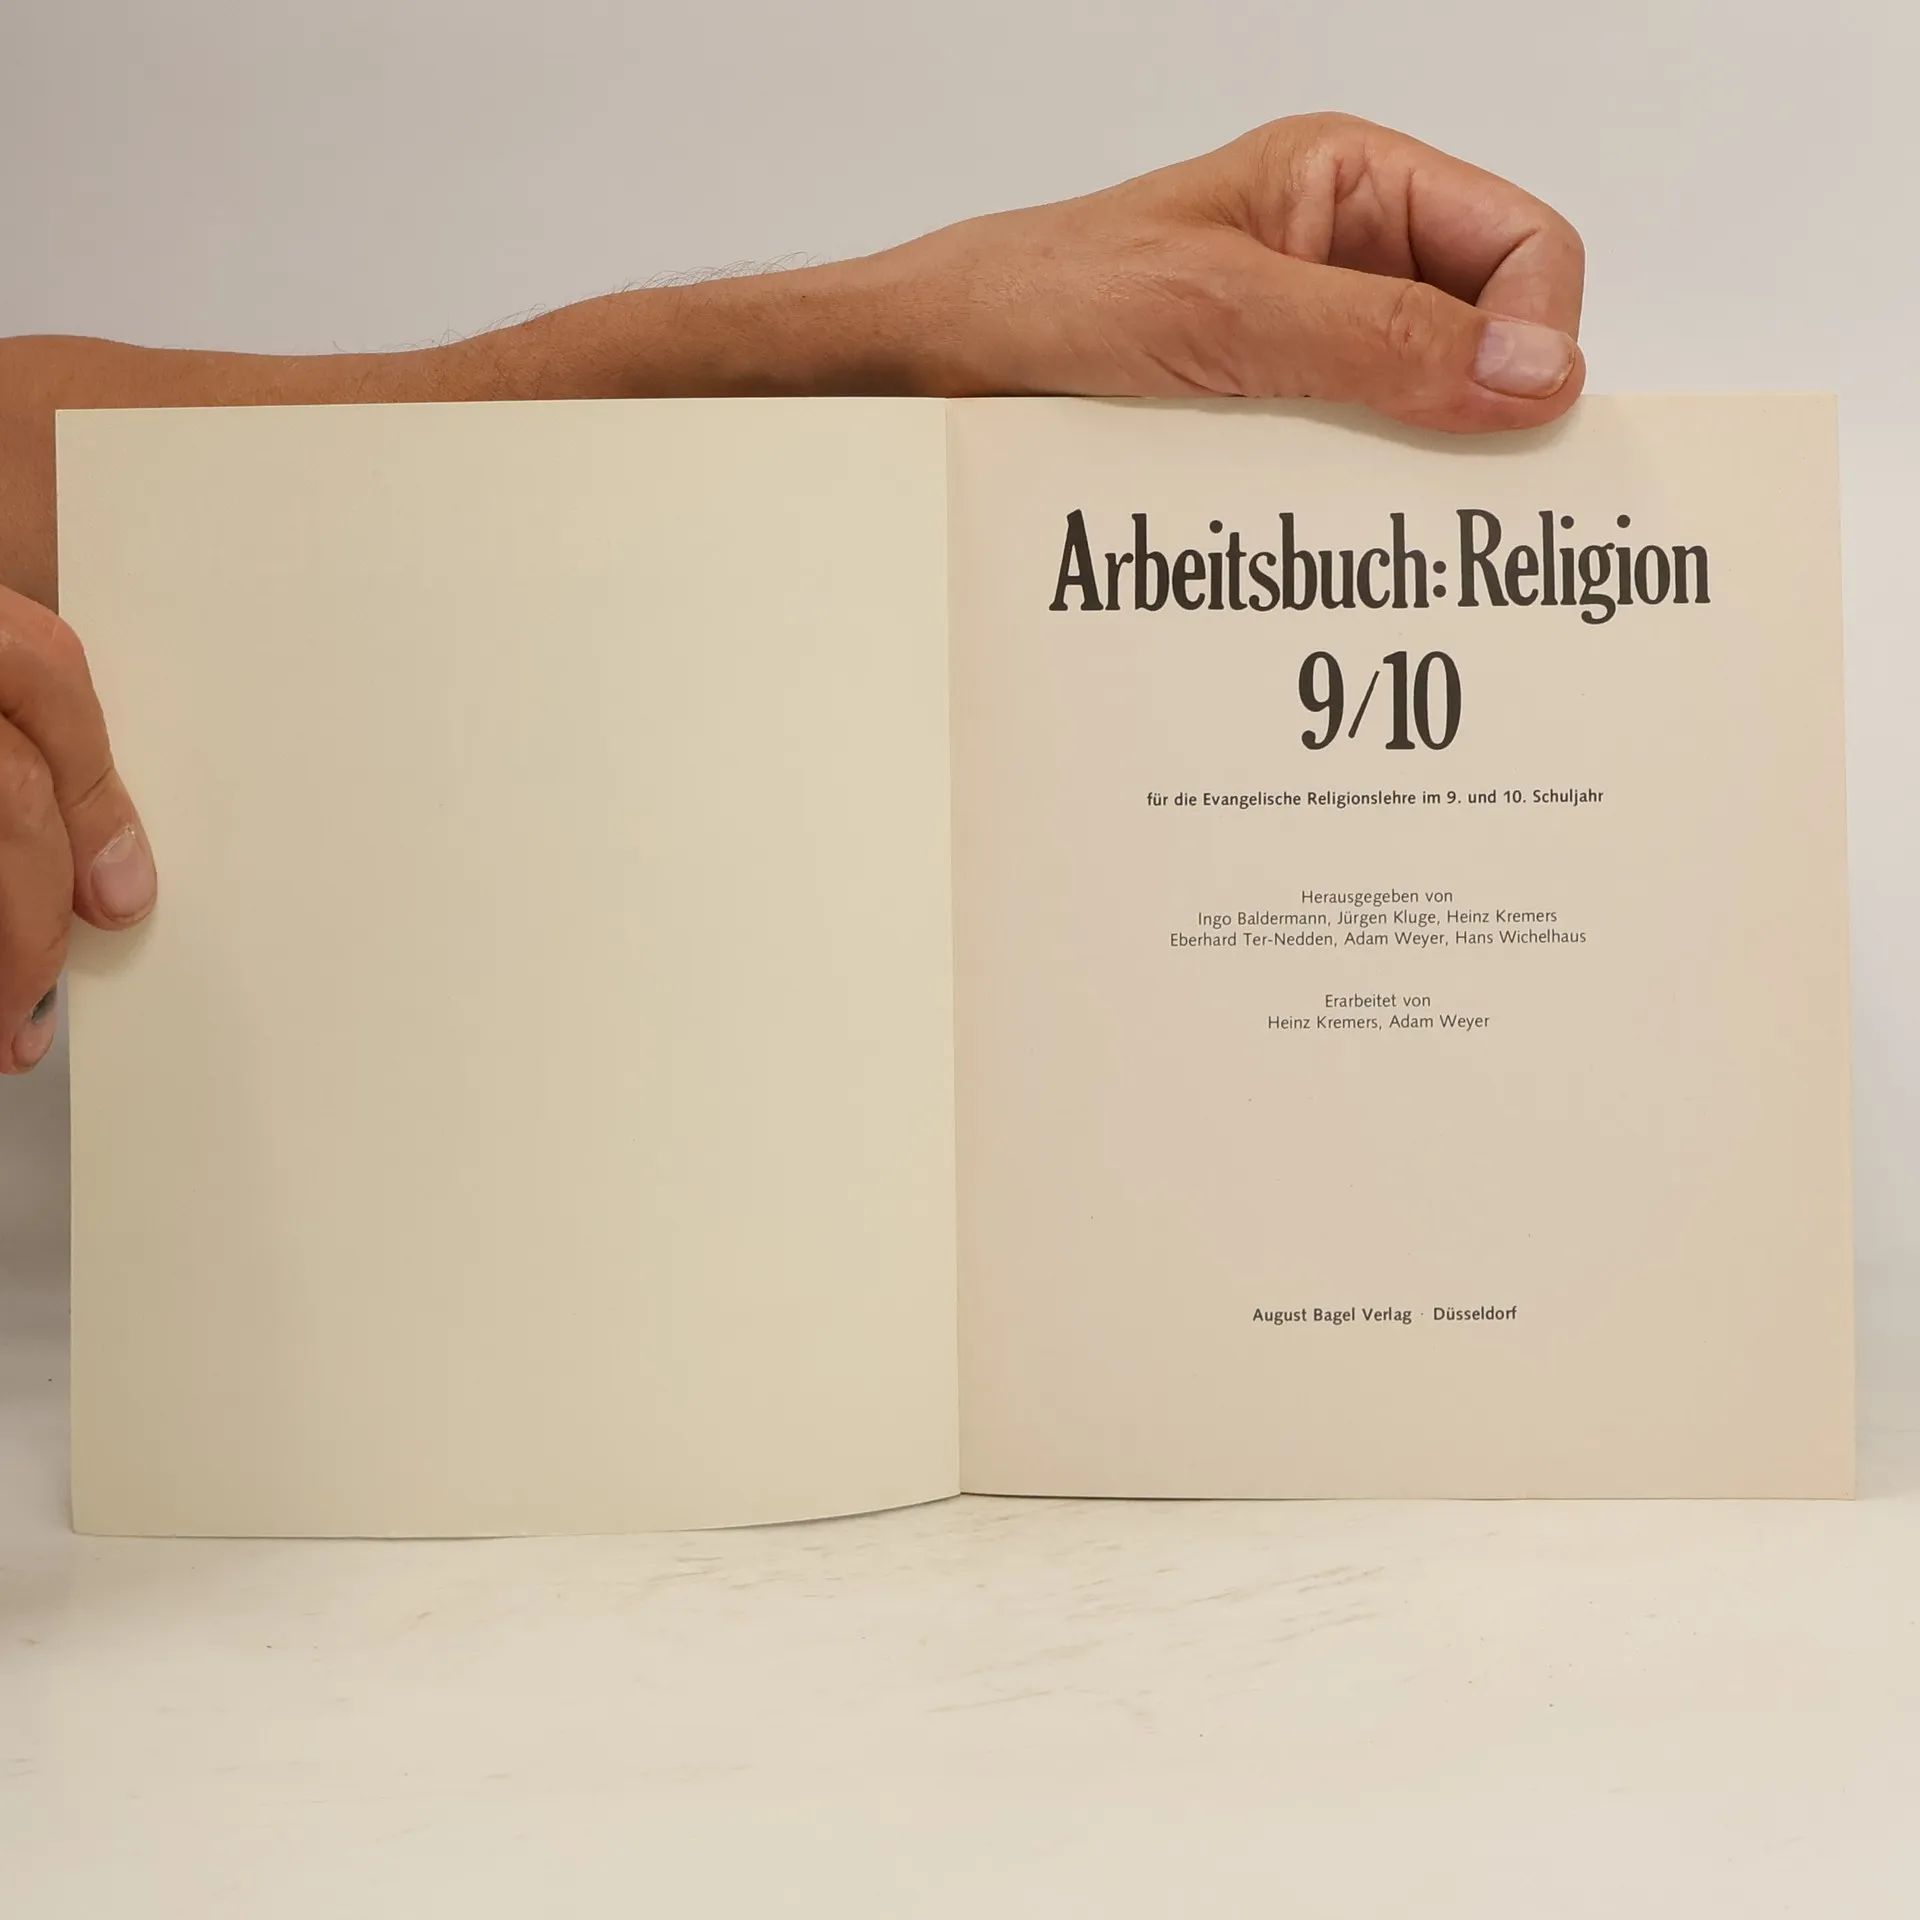 Arbeitsbuch: Religion
9/10
für die Evangelische Religionslehre im 9. und 10. Schuljahr
Herausgegeben von
Ingo Baldermann, Jürgen Kluge, Heinz Kremers
Eberhard Ter-Nedden, Adam Weyer, Hans Wichelhaus
Erarbeitet von
Heinz Kremers, Adam Weyer
August Bagel Verlag · Düsseldorf